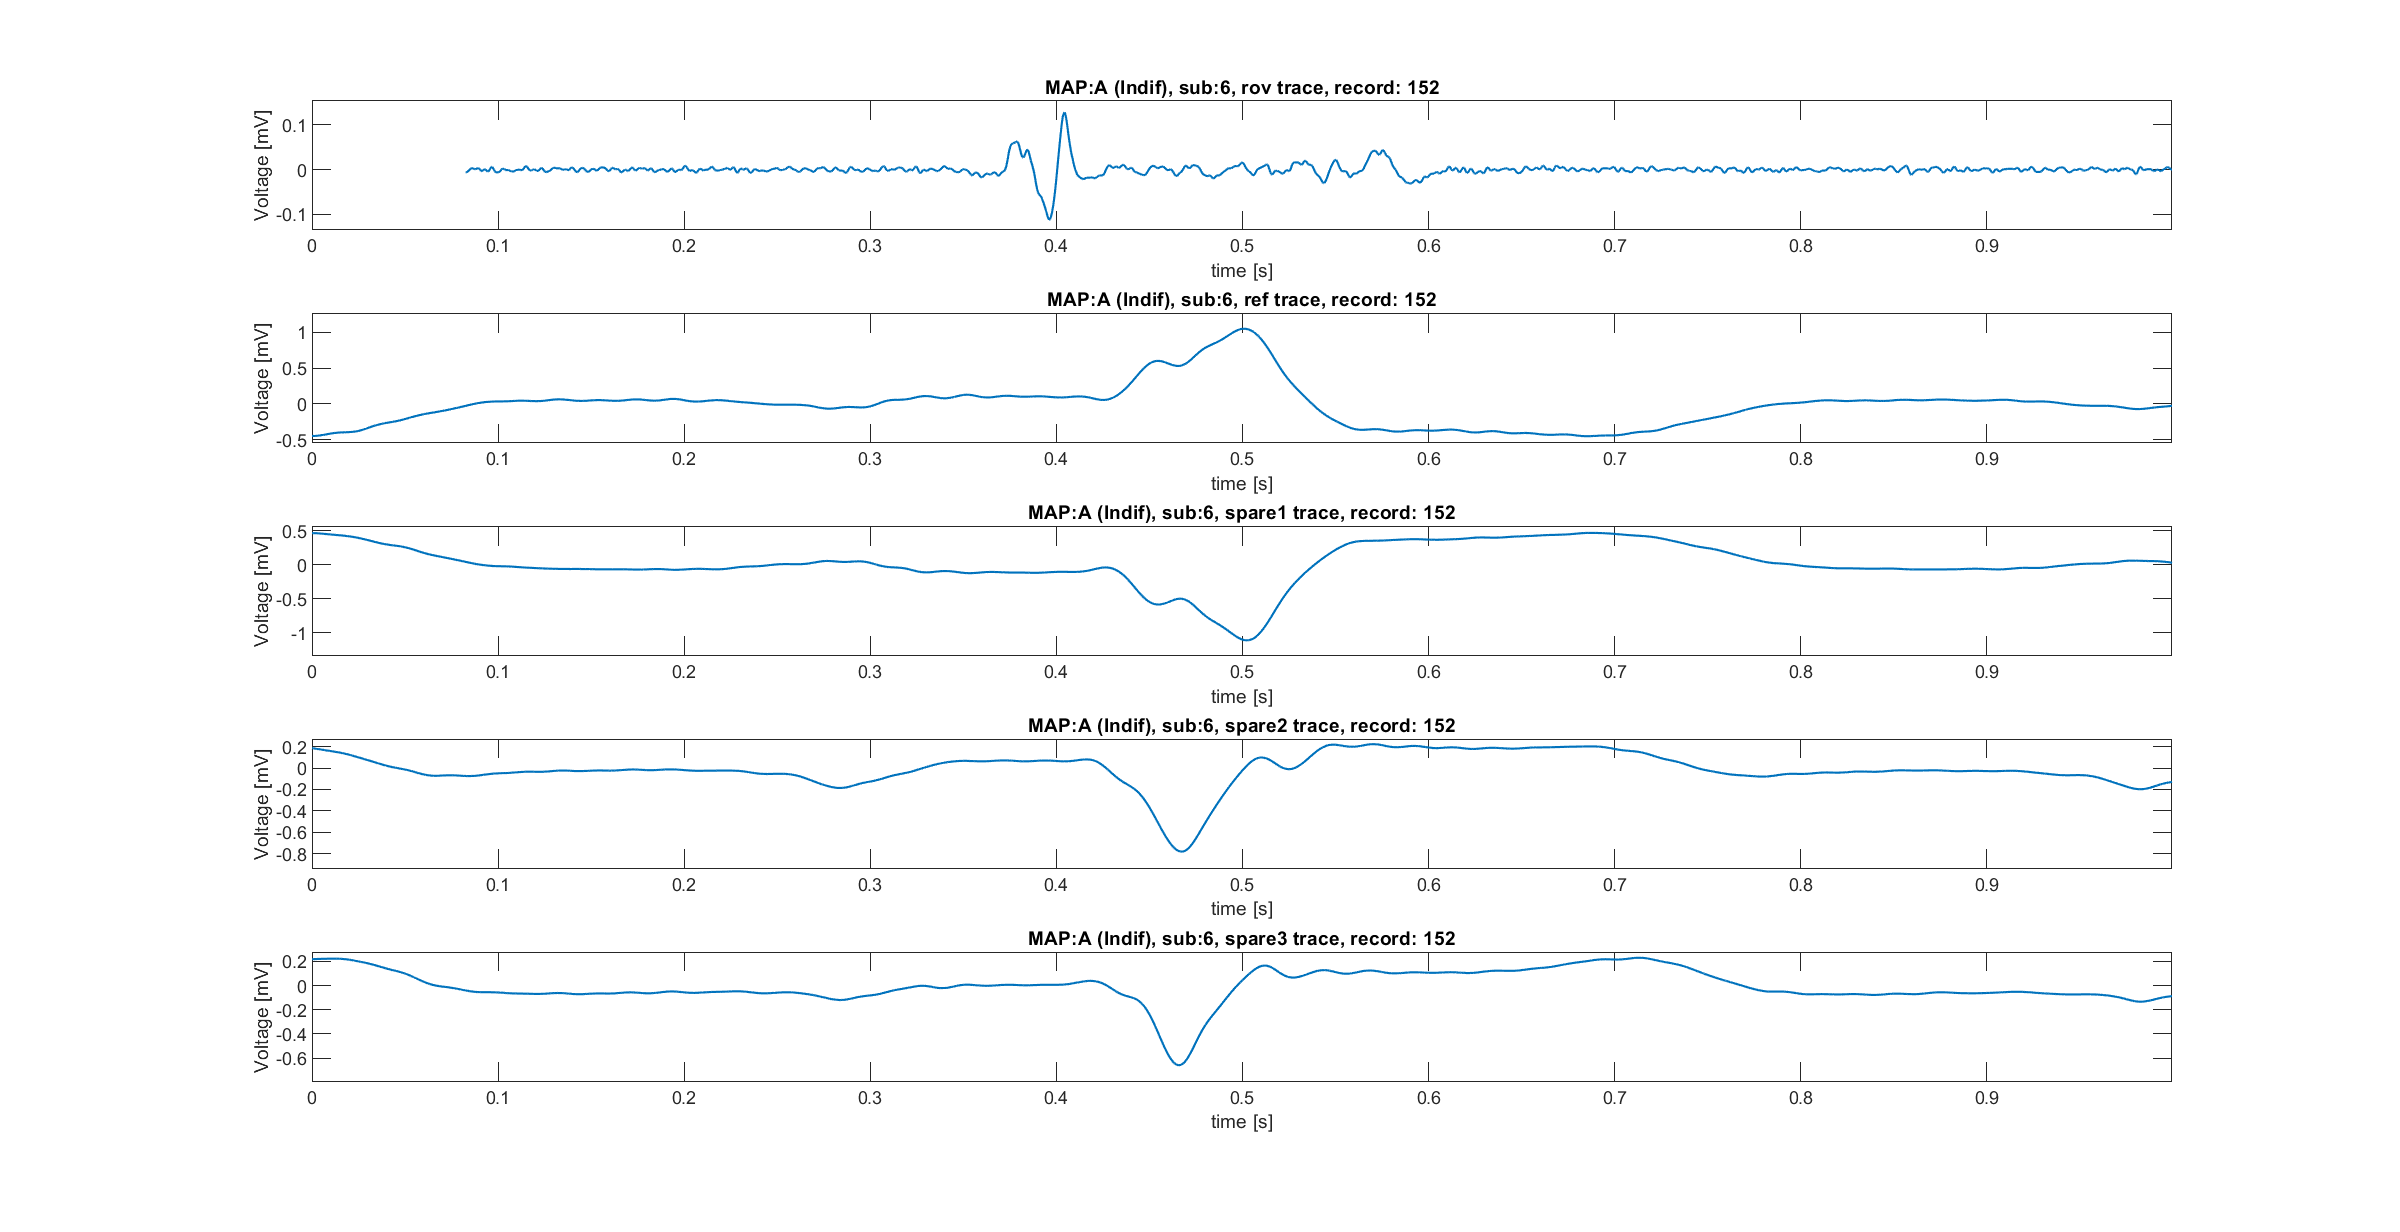 MAP:A (Indif), sub:6, rov trace, record: 152
Voltage [mV]
0.1
0
-0.1
0 0.1 0.2 0.3 0.4 0.5 0.6 0.7 0.8 0.9
time [s]
MAP:A (Indif), sub:6, ref trace, record: 152
Voltage [mV]
1
0.5
0
-0.5
0 0.1 0.2 0.3 0.4 0.5 0.6 0.7 0.8 0.9
time [s]
MAP:A (Indif), sub:6, spare1 trace, record: 152
Voltage [mV]
0.5
0
-0.5
-1
0 0.1 0.2 0.3 0.4 0.5 0.6 0.7 0.8 0.9
time [s]
MAP:A (Indif), sub:6, spare2 trace, record: 152
Voltage [mV]
0.2
0
-0.2
-0.4
-0.6
-0.8
0 0.1 0.2 0.3 0.4 0.5 0.6 0.7 0.8 0.9
time [s]
MAP:A (Indif), sub:6, spare3 trace, record: 152
Voltage [mV]
0.2
0
-0.2
-0.4
-0.6
0 0.1 0.2 0.3 0.4 0.5 0.6 0.7 0.8 0.9
time [s]